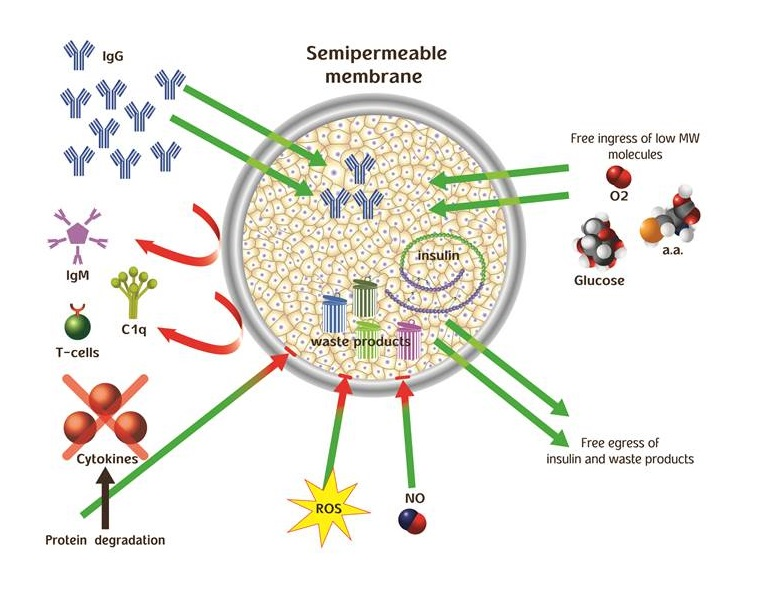 Semipermeable
membrane
IgG
Free ingress of low MW
molecules
O2
a.a.
Glucose
IgM
C1q
T-cells
insulin
waste products
Cytokines
Free egress of
insulin and waste products
ROS
NO
Protein degradation